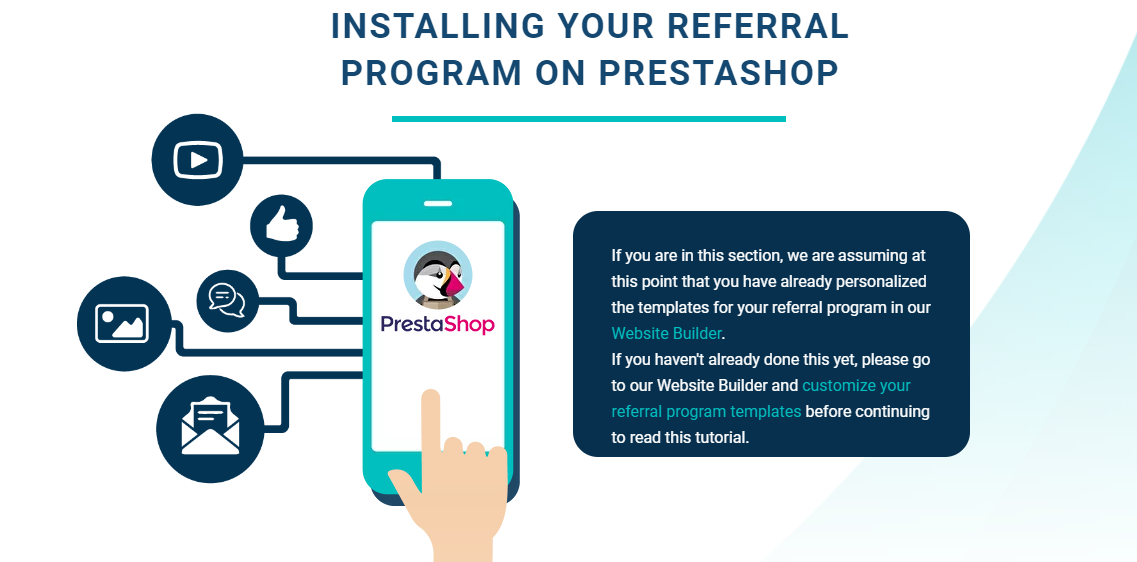 INSTALLING YOUR REFERRAL
PROGRAM ON PRESTASHOP
PrestaShop
If you are in this section, we are assuming at
this point that you have already personalized
the templates for your referral program in our
Website Builder.
If you haven't already done this yet, please go
to our Website Builder and customize your
referral program templates before continuing
to read this tutorial.